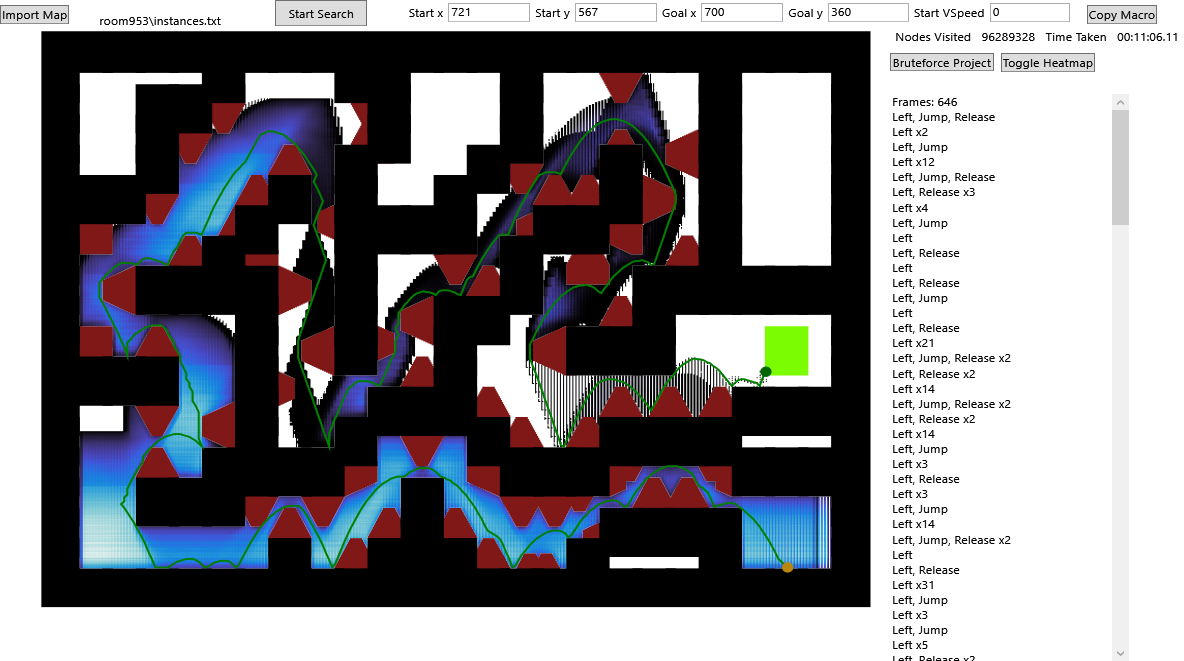 Import Map
room953\instances.txt
Start Search
Start x 721 Start y 567 Goal x 700 Goal y 360 Start VSpeed 0
Copy Macro
Nodes Visited 96289328 Time Taken 00:11:06.11
Bruteforce Project Toggle Heatmap
Frames: 646
Left, Jump, Release
Left x2
Left, Jump
Left x12
Left, Jump, Release
Left, Release x3
Left x4
Left, Jump
Left
Left, Release
Left
Left, Release
Left, Jump
Left
Left, Release
Left x21
Left, Jump, Release x2
Left, Release x2
Left x14
Left, Jump, Release x2
Left, Release x2
Left x14
Left, Jump
Left x3
Left, Release
Left x3
Left, Jump
Left x14
Left, Jump, Release x2
Left
Left, Release
Left x31
Left, Jump
Left x3
Left, Jump
Left x5
Left, Release x2